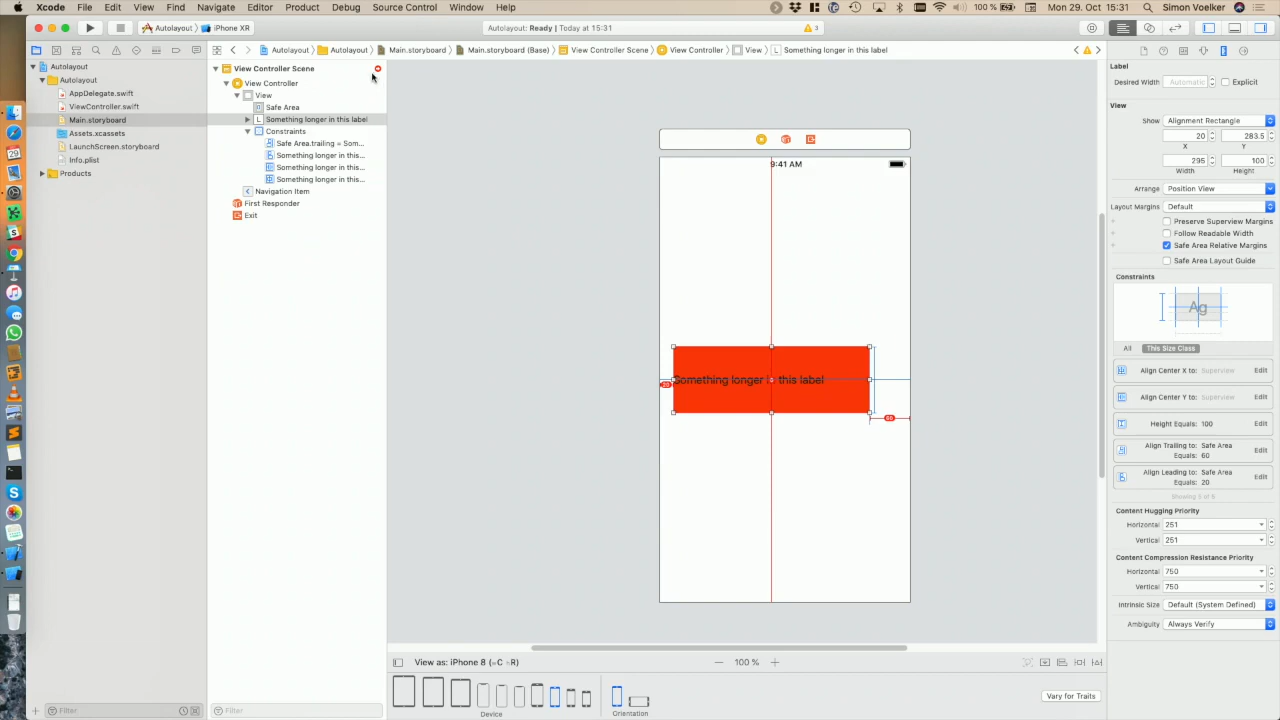 Xcode File Edit View Find Navigate Editor Product Debug Source Control Window Help 100 % Mon 29. Oct. 15:31 Simon Voelker
Autolayout iPhone XR Autolayout: Ready | Today at 15:31 3
Autolayout Autolayout Main.storyboard Main.storyboard (Base) View Controller Scene View Controller View L Something longer in this label
Autolayout
Autolayout
AppDelegate.swift
ViewController.swift
Main.storyboard
Assets.xcassets
LaunchScreen.storyboard
Info.plist
Products
Filter
View Controller Scene
View Controller
View
Safe Area
L Something longer in this label
Constraints
Safe Area.trailing = Som...
Something longer in this...
Something longer in this...
Something longer in this...
Navigation Item
First Responder
Exit
Filter
9:41 AM
Something longer in this label
20
60
View as: iPhone 8 (wC hR)
100 %
Device
Orientation
Vary for Traits
Label
Desired Width Automatic Explicit
View
Show Alignment Rectangle
20 283.5
X Y
295 100
Width Height
Arrange Position View
Layout Margins Default
Preserve Superview Margins
Follow Readable Width
Safe Area Relative Margins
Safe Area Layout Guide
Constraints
Ag
All This Size Class
Align Center X to: Superview Edit
Align Center Y to: Superview Edit
Height Equals: 100 Edit
Align Trailing to: Safe Area Edit
Equals: 60
Align Leading to: Safe Area Edit
Equals: 20
Showing 5 of 5
Content Hugging Priority
Horizontal 251
Vertical 251
Content Compression Resistance Priority
Horizontal 750
Vertical 750
Intrinsic Size Default (System Defined)
Ambiguity Always Verify